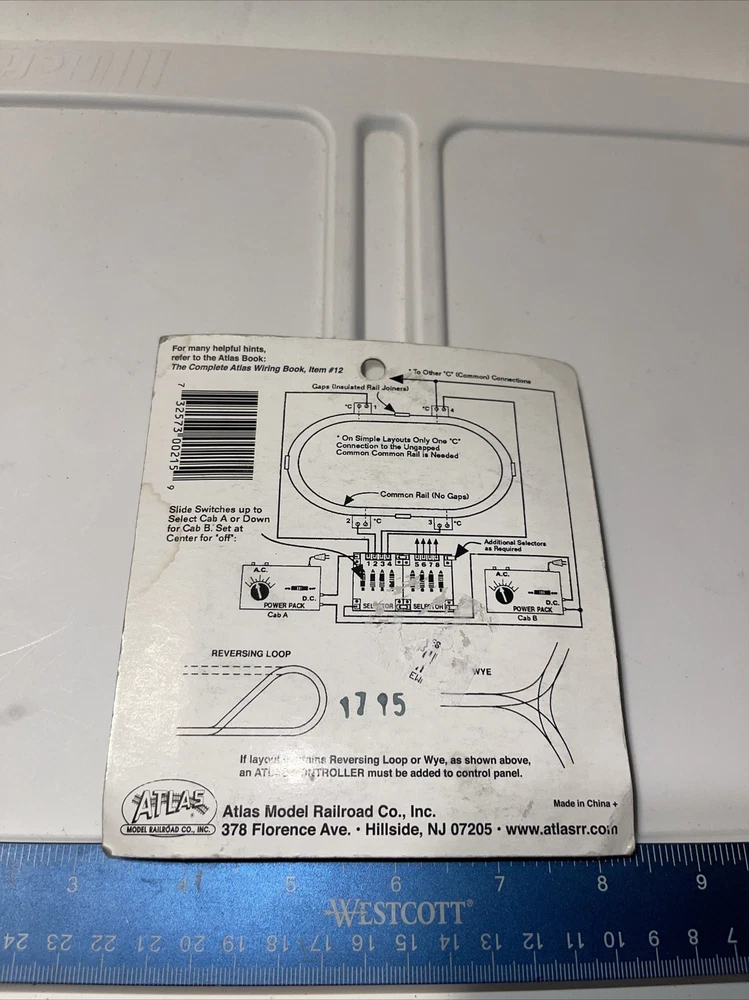 For many helpful hints,
refer to the Atlas Book:
The Complete Atlas Wiring Book, Item #12
* To Other "C" (Common) Connections
Gaps (Insulated Rail Joiners)
7 32573 00215 9
°C 1
°C 4
* On Simple Layouts Only One "C"
Connection to the Ungapped
Common Common Rail is Needed
Common Rail (No Gaps)
2 °C
3 °C
Slide Switches up to
Select Cab A or Down
for Cab B. Set at
Center for "off":
Additional Selectors
as Required
1 2 3 4
5 6 7 8
A.C.
D.C.
POWER PACK
Cab A
SELECTOR
SELECTOR
A.C.
D.C.
POWER PACK
Cab B
REVERSING LOOP
WYE
17 95
If layout Reversing Loop or Wye, as shown above,
an must be added to control panel.
ATLAS
MODEL RAILROAD CO., INC.
Made in China +
Atlas Model Railroad Co., Inc.
378 Florence Ave. • Hillside, NJ 07205 • www.atlasrr.com
3 4 5 6 7 8 9
WESTCOTT®
24 23 22 21 20 19 18 17 16 15 14 13 12 11 10 9 8 7